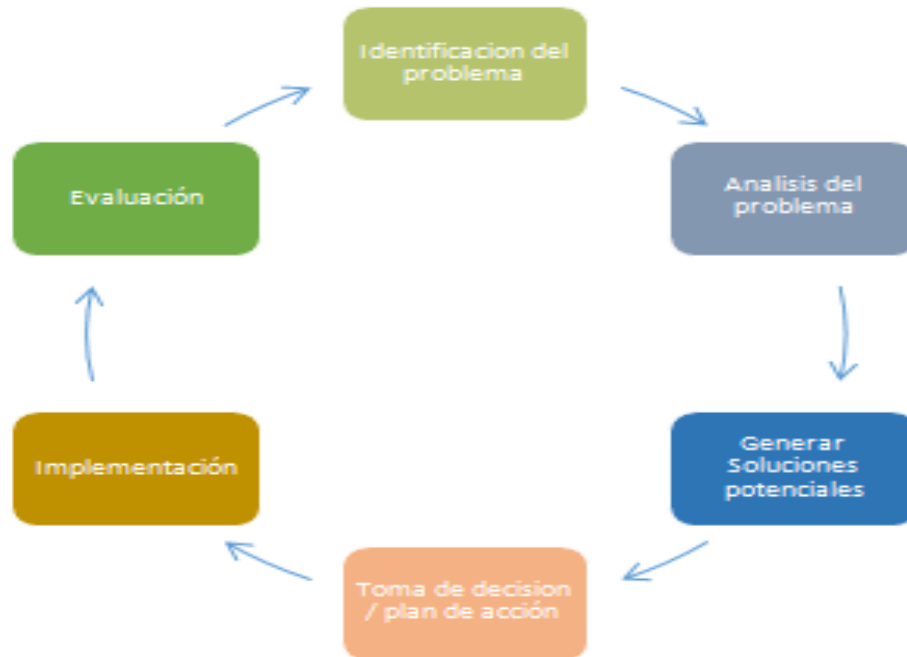 Identificacion del
problema
Analisis del
problema
Generar
Soluciones
potenciales
Toma de decision
/ plan de acción
Implementación
Evaluación